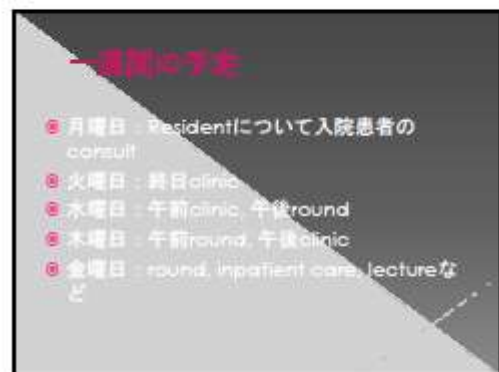 一週間の予定
◉ 月曜日：Residentについて入院患者の
consult
◉ 火曜日：終日clinic
◉ 水曜日：午前clinic, 午後round
◉ 木曜日：午前round, 午後clinic
◉ 金曜日：round, inpatient care, lectureな
ど